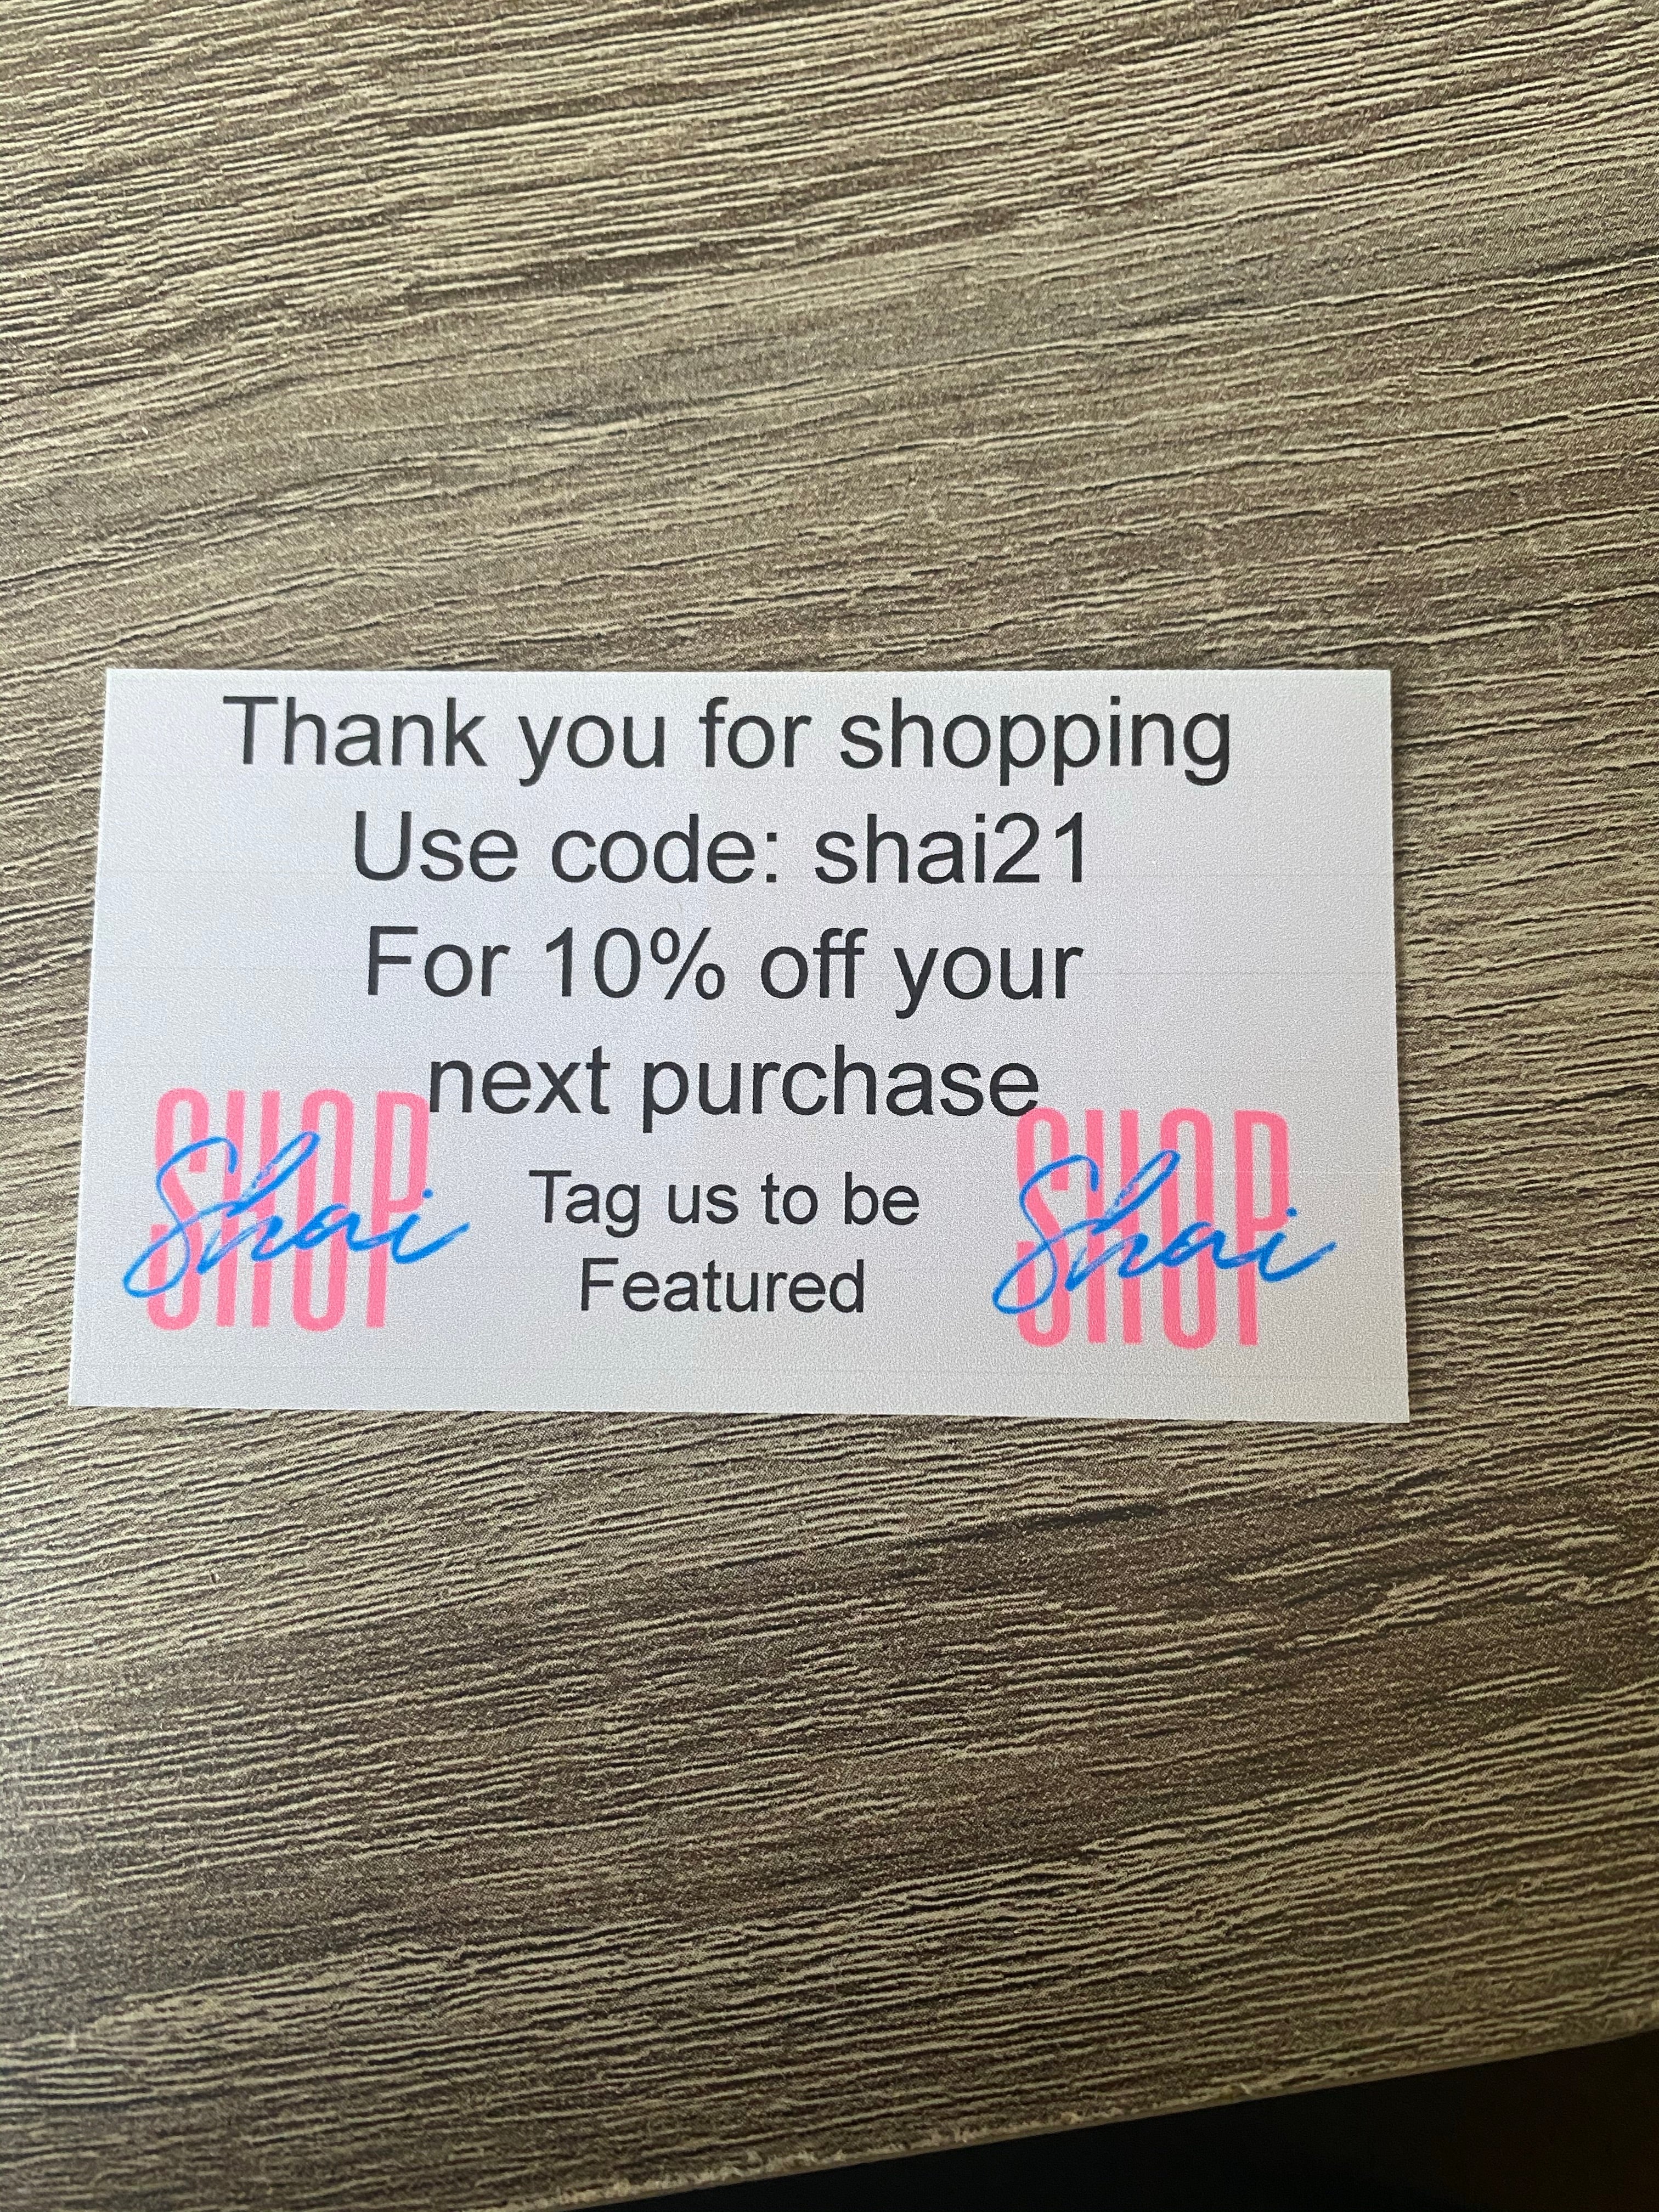 Thank you for shopping
Use code: shai21
For 10% off your
next purchase
Tag us to be
Featured
SHOP
Shai
SHOP
Shai